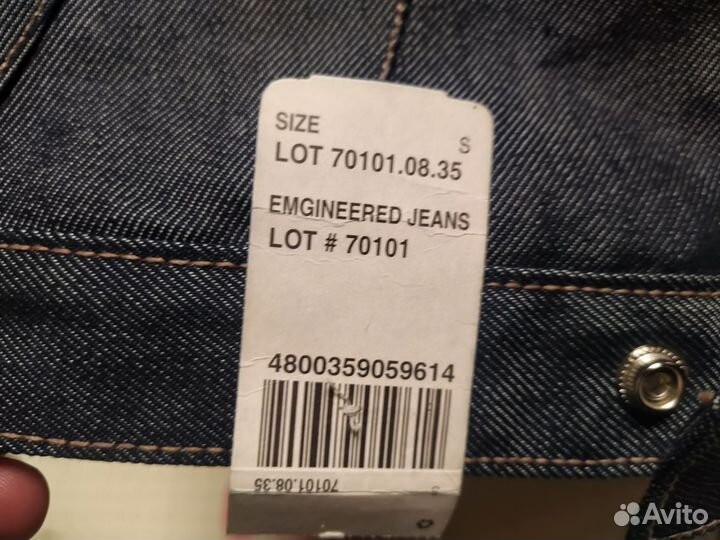 SIZE S
LOT 70101.08.35
EMGINEERED JEANS
LOT # 70101
4800359059614
70101.08.35 S
Avito